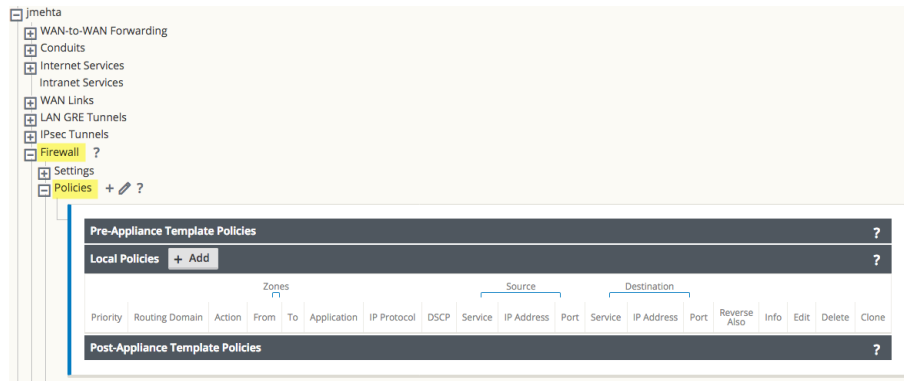 jmehta
WAN-to-WAN Forwarding
Conduits
Internet Services
Intranet Services
WAN Links
LAN GRE Tunnels
IPsec Tunnels
Firewall ?
Settings
Policies + ?
Pre-Appliance Template Policies ?
Local Policies + Add ?
Zones Source Destination
Priority Routing Domain Action From To Application IP Protocol DSCP Service IP Address Port Service IP Address Port Reverse Also Info Edit Delete Clone
Post-Appliance Template Policies ?